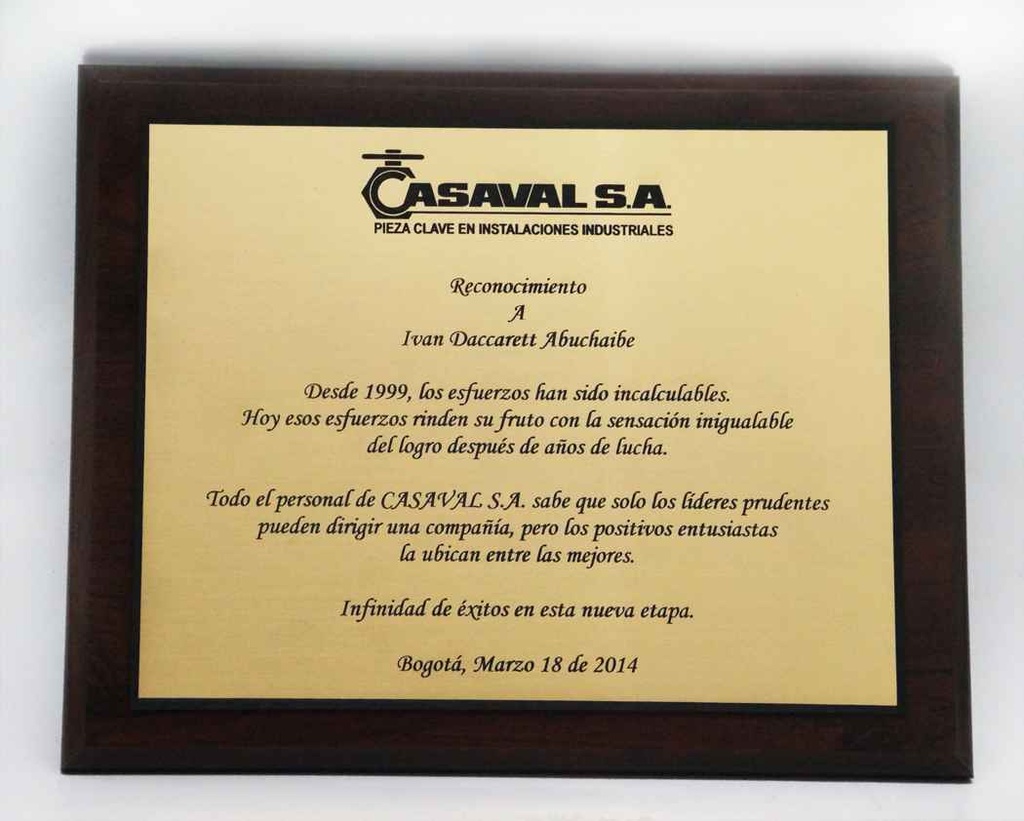 CASAVAL S.A.
PIEZA CLAVE EN INSTALACIONES INDUSTRIALES
Reconocimiento
A
Ivan Daccarett Abuchaibe
Desde 1999, los esfuerzos han sido incalculables.
Hoy esos esfuerzos rinden su fruto con la sensación inigualable
del logro después de años de lucha.
Todo el personal de CASAVAL S.A. sabe que solo los líderes prudentes
pueden dirigir una compañía, pero los positivos entusiastas
la ubican entre las mejores.
Infinidad de éxitos en esta nueva etapa.
Bogotá, Marzo 18 de 2014